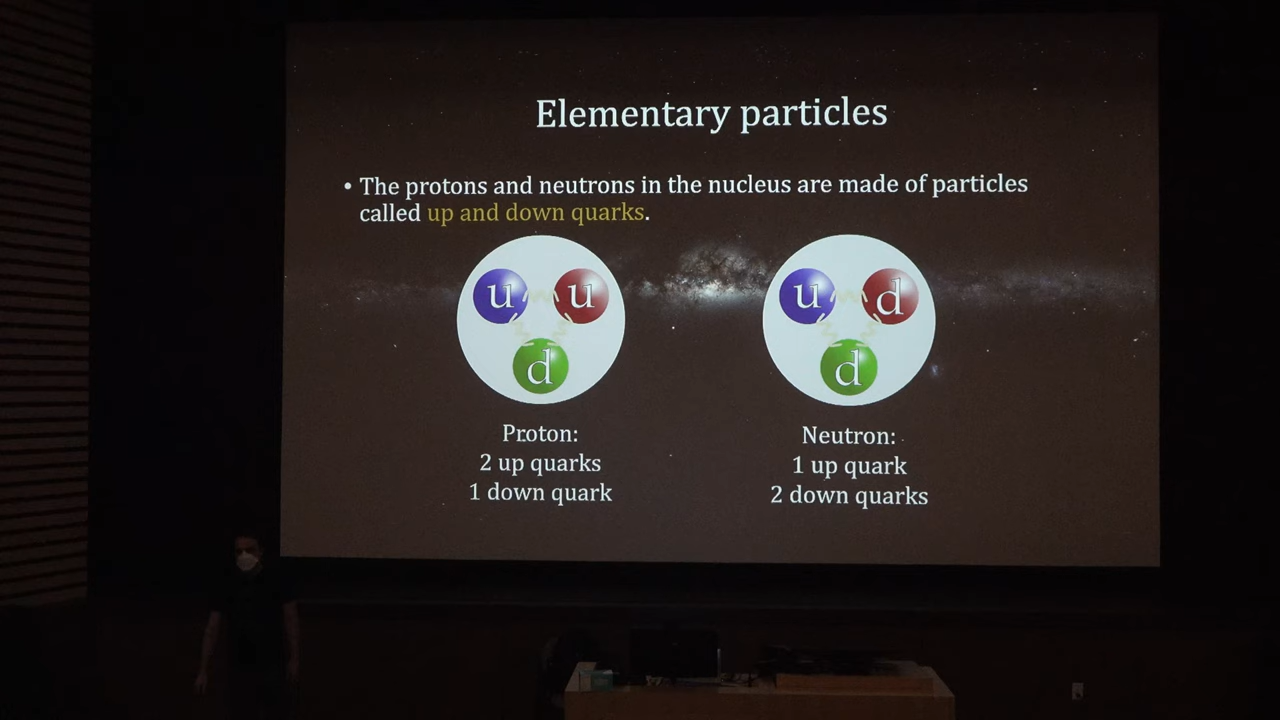 Elementary particles
• The protons and neutrons in the nucleus are made of particles
called up and down quarks.
u u
d
u d
d
Proton:
2 up quarks
1 down quark
Neutron:
1 up quark
2 down quarks